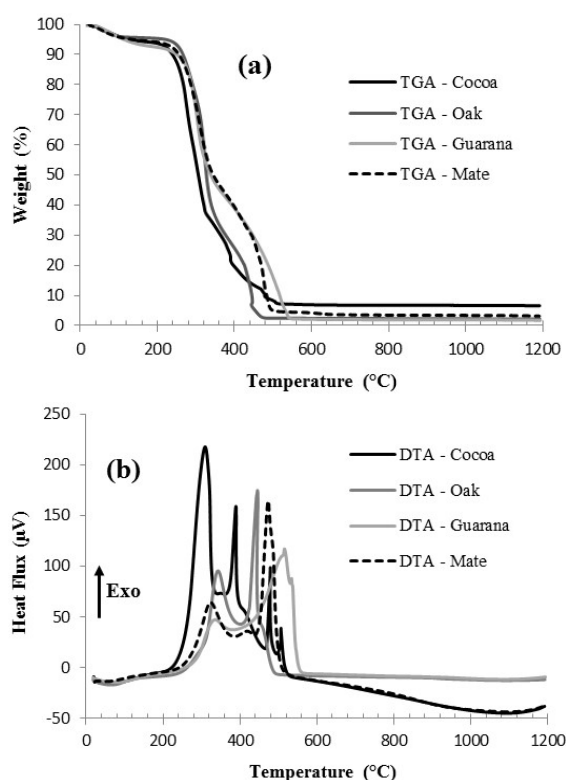 100
90
80
70
60
50
40
30
20
10
0
Weight (%)
(a)
TGA - Cocoa
TGA - Oak
TGA - Guarana
TGA - Mate
0 200 400 600 800 1000 1200
Temperature (°C)
250
200
150
100
50
0
-50
Heat Flux (µV)
(b)
Exo
DTA - Cocoa
DTA - Oak
DTA - Guarana
DTA - Mate
0 200 400 600 800 1000 1200
Temperature (°C)